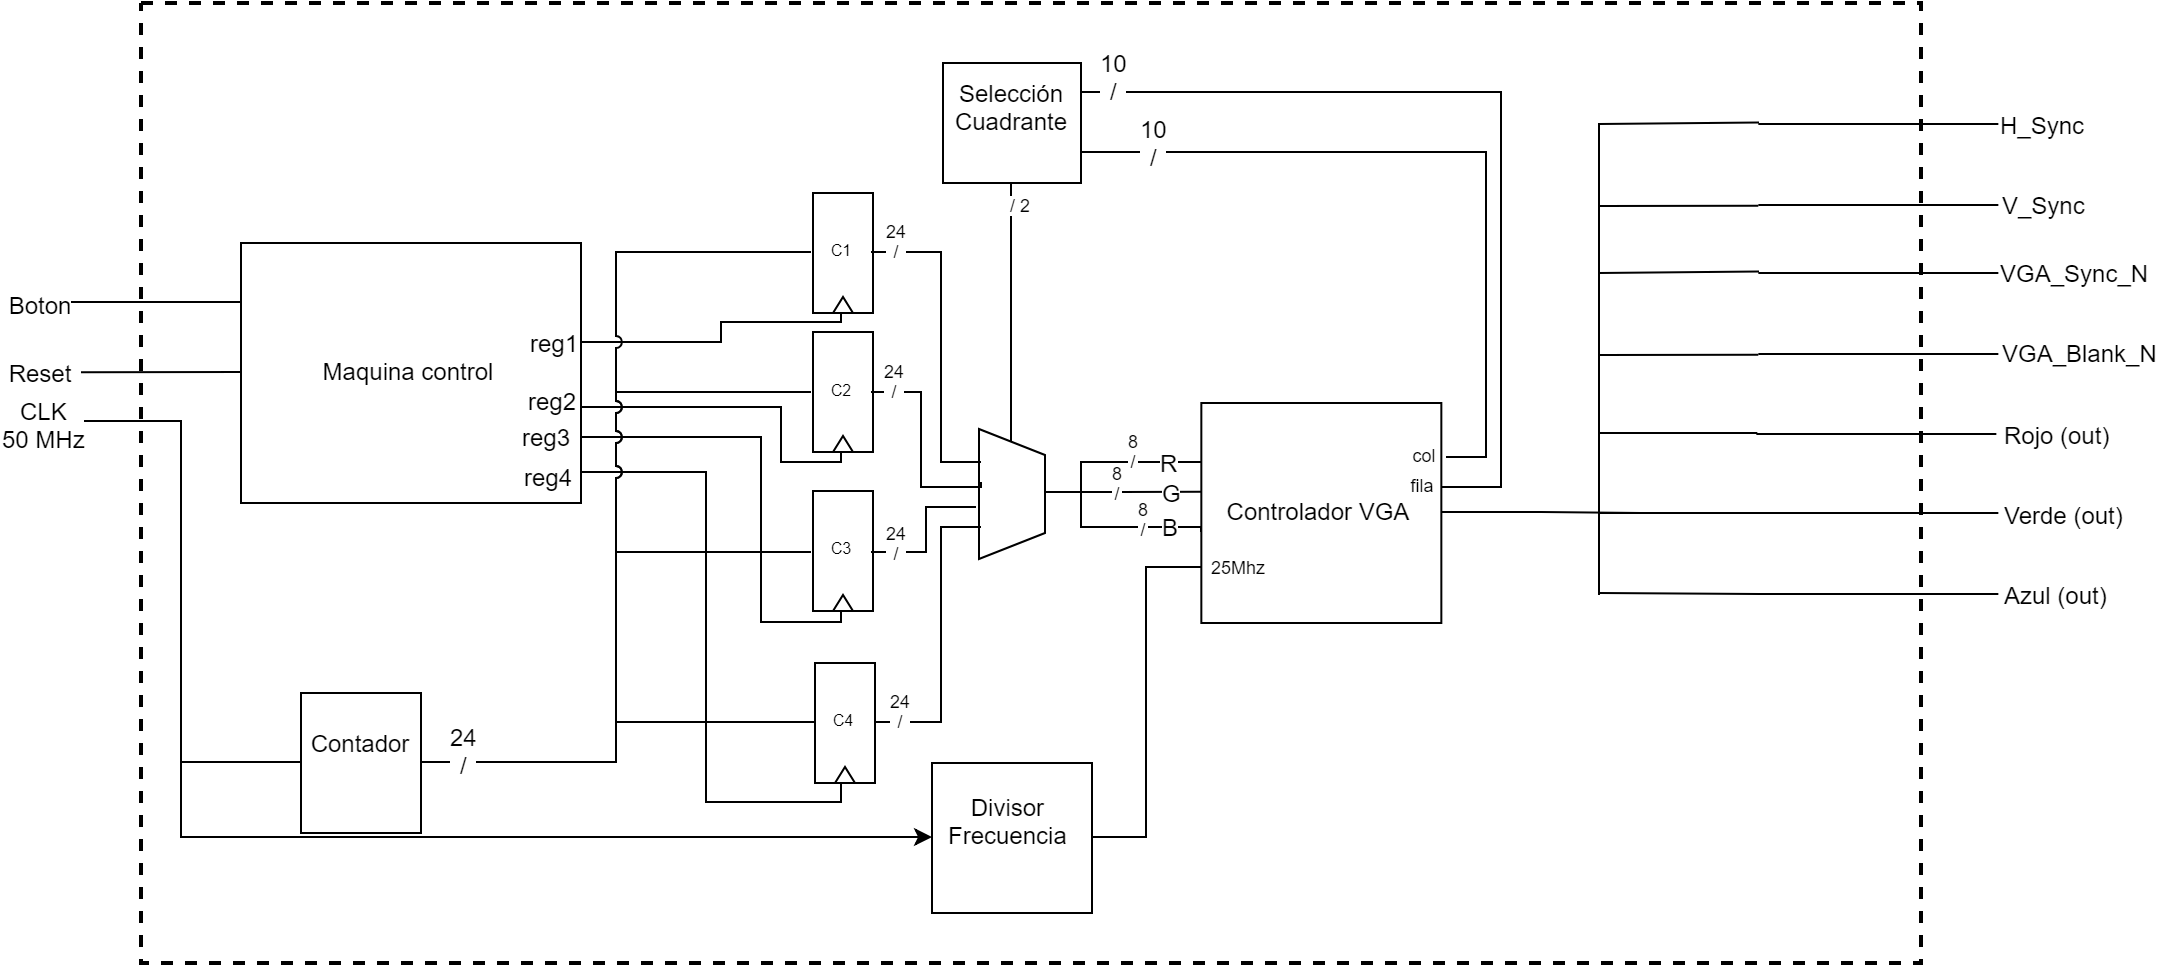 10
/
Selección
Cuadrante
10
/
/ 2
H_Sync
V_Sync
VGA_Sync_N
VGA_Blank_N
Rojo (out)
Verde (out)
Azul (out)
Boton
Reset
CLK
50 MHz
Maquina control
reg1
reg2
reg3
reg4
C1
24
/
C2
24
/
C3
24
/
C4
24
/
8
/
R
8
/
G
8
/
B
col
fila
Controlador VGA
25Mhz
Contador
24
/
Divisor
Frecuencia